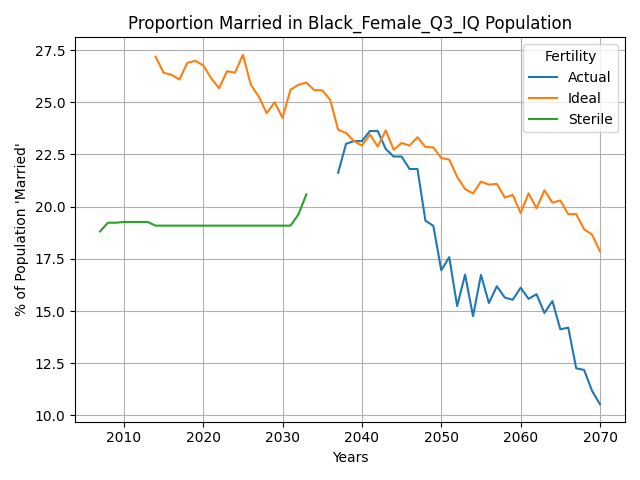 Proportion Married in Black_Female_Q3_IQ Population
27.5
25.0
22.5
20.0
17.5
15.0
12.5
10.0
% of Population 'Married'
Fertility
Actual
Ideal
Sterile
2010 2020 2030 2040 2050 2060 2070
Years